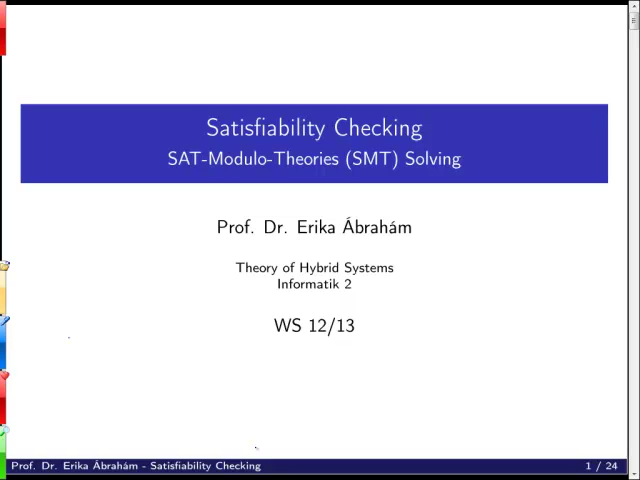 Satisfiability Checking
SAT-Modulo-Theories (SMT) Solving
Prof. Dr. Erika Ábrahám
Theory of Hybrid Systems
Informatik 2
WS 12/13
Prof. Dr. Erika Ábrahám - Satisfiability Checking
1 / 24